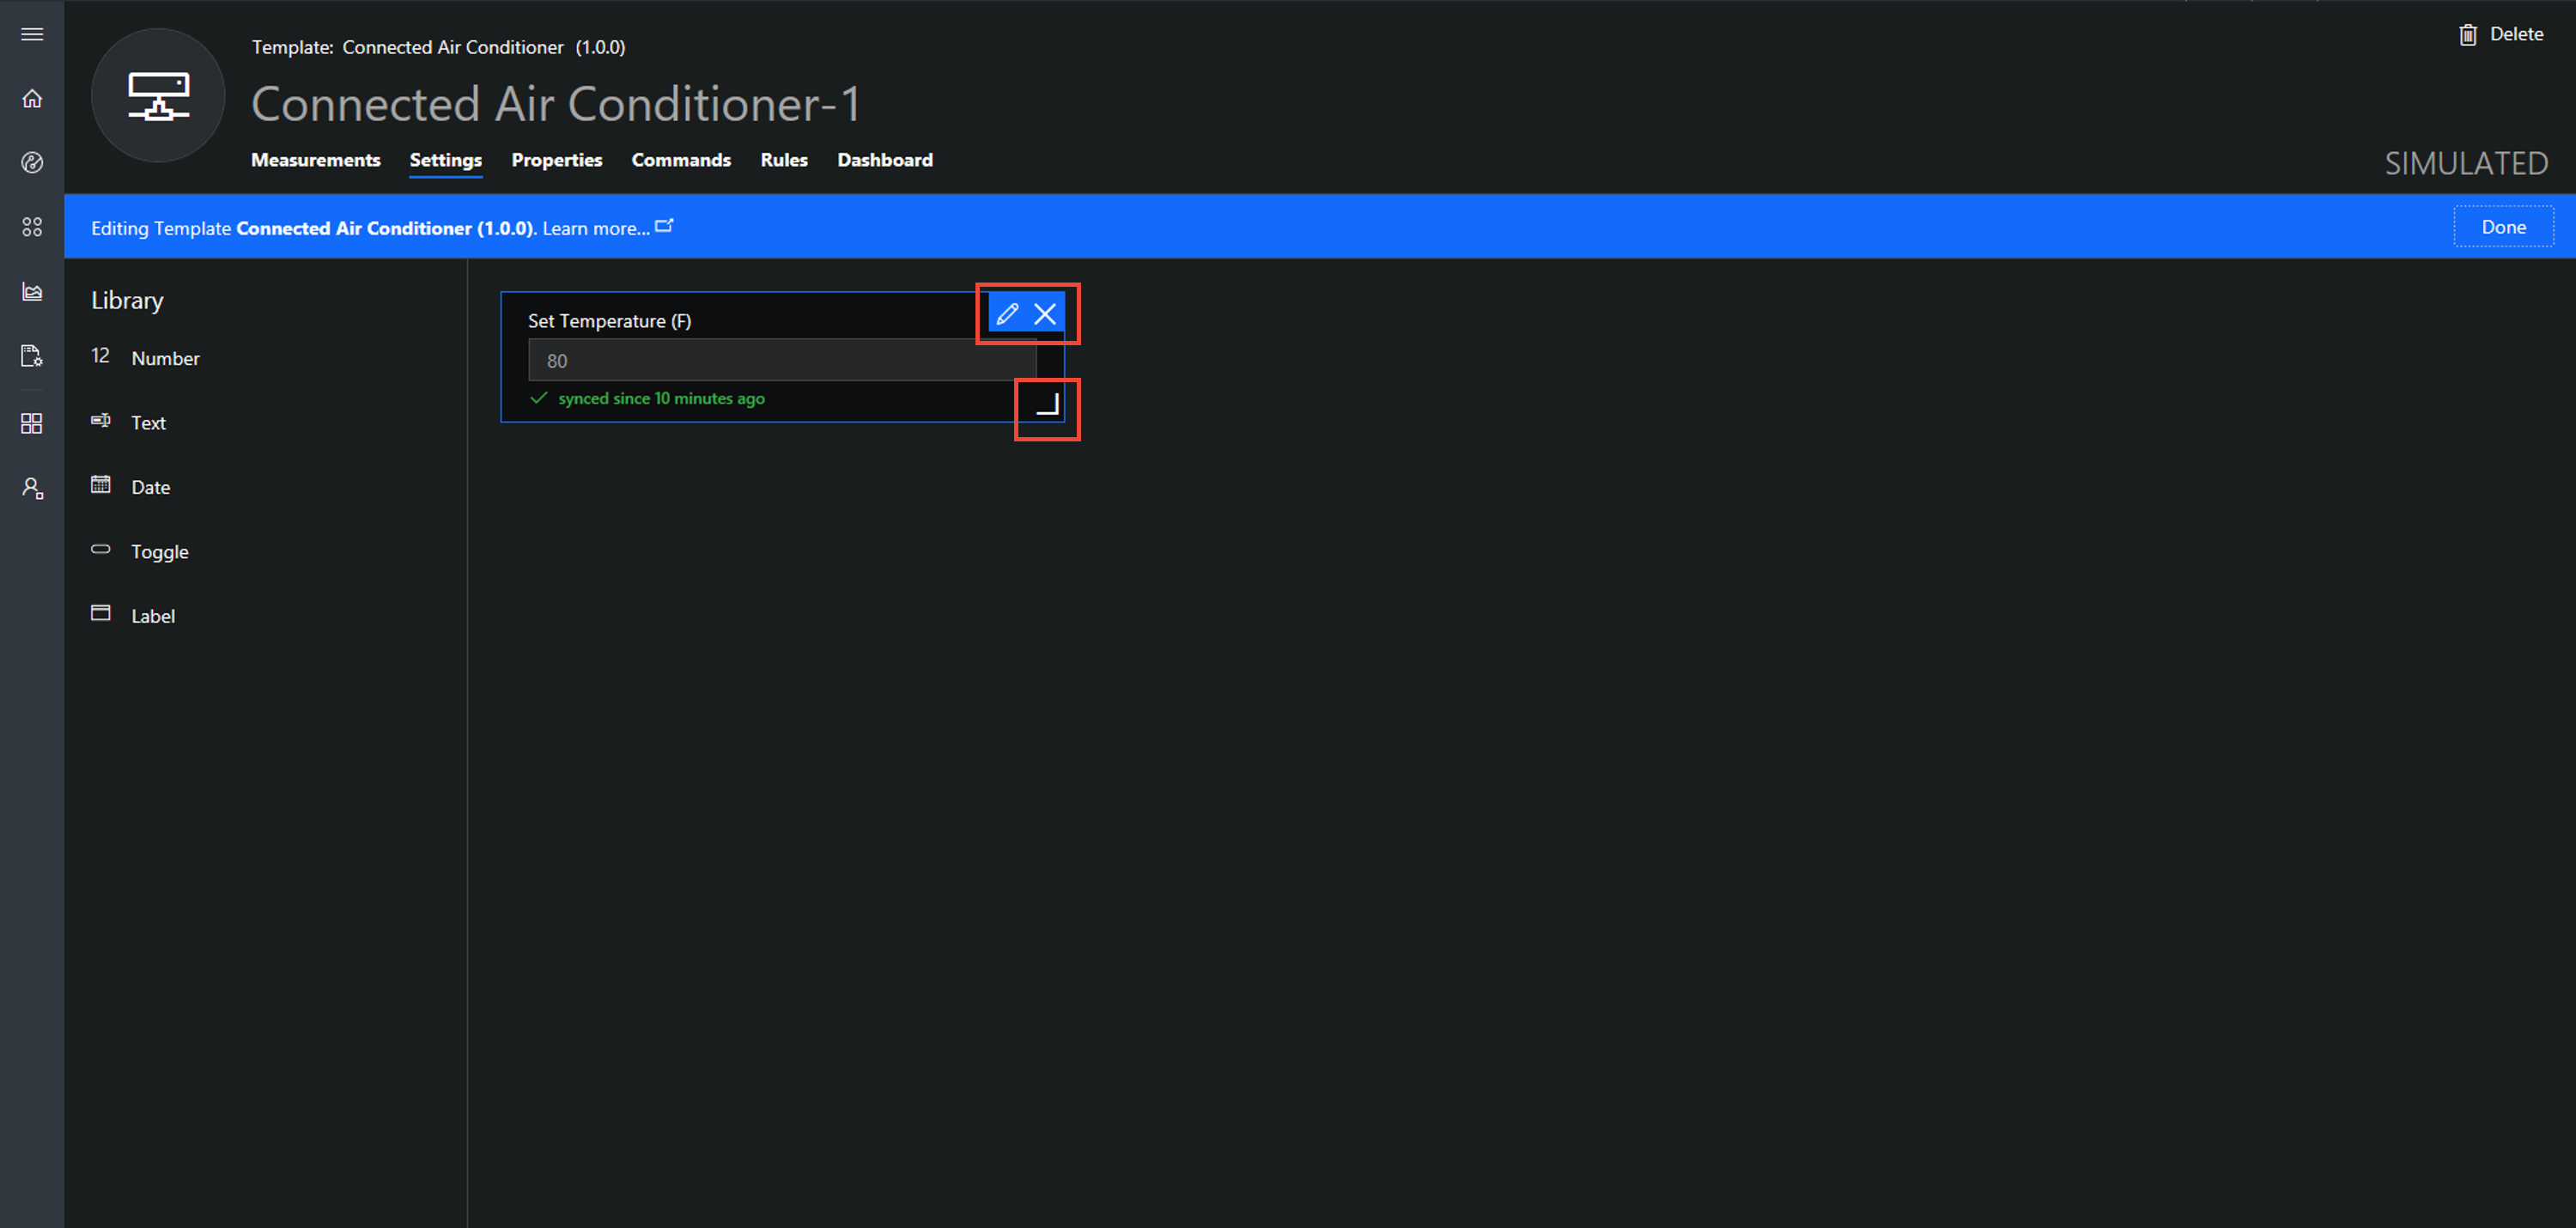 Template: Connected Air Conditioner (1.0.0)
Delete
Connected Air Conditioner-1
Measurements Settings Properties Commands Rules Dashboard
SIMULATED
Editing Template Connected Air Conditioner (1.0.0). Learn more...
Done
Library
12 Number
Text
Date
Toggle
Label
Set Temperature (F)
80
synced since 10 minutes ago